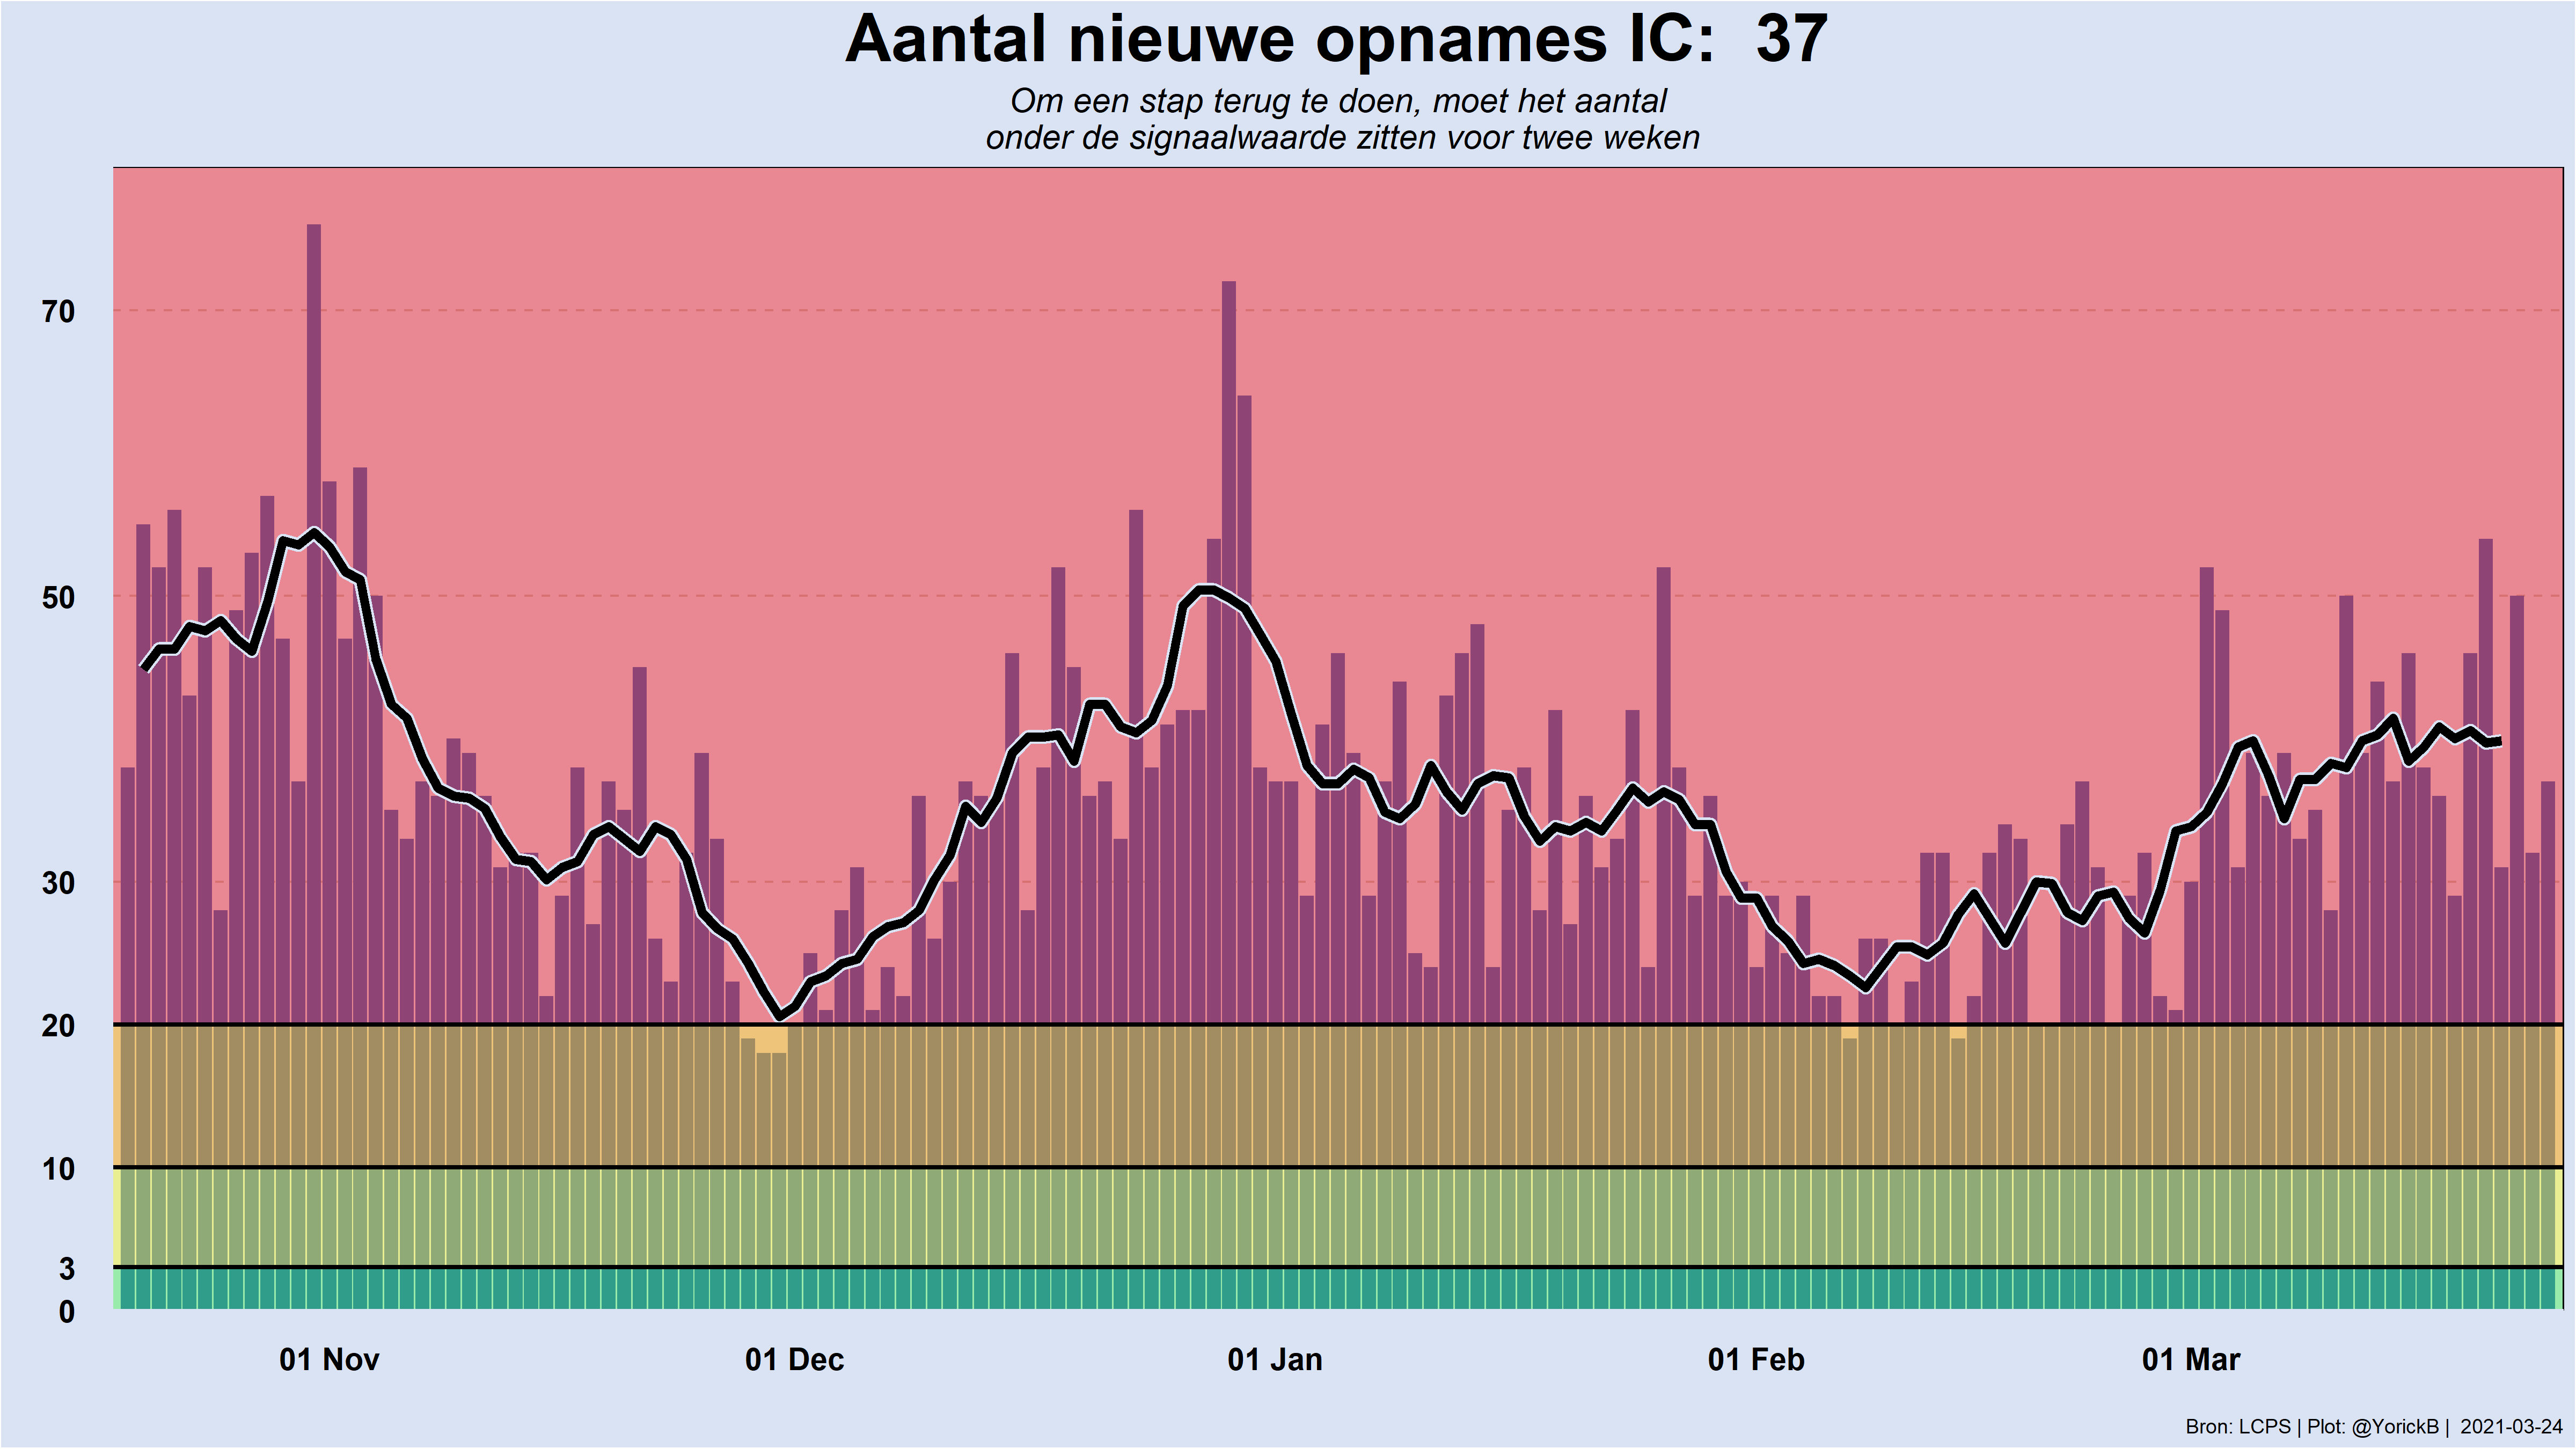 Aantal nieuwe opnames IC:  37
Om een stap terug te doen, moet het aantal
onder de signaalwaarde zitten voor twee weken
70
50
30
20
10
3
0
01 Nov
01 Dec
01 Jan
01 Feb
01 Mar
Bron: LCPS | Plot: @YorickB |  2021-03-24